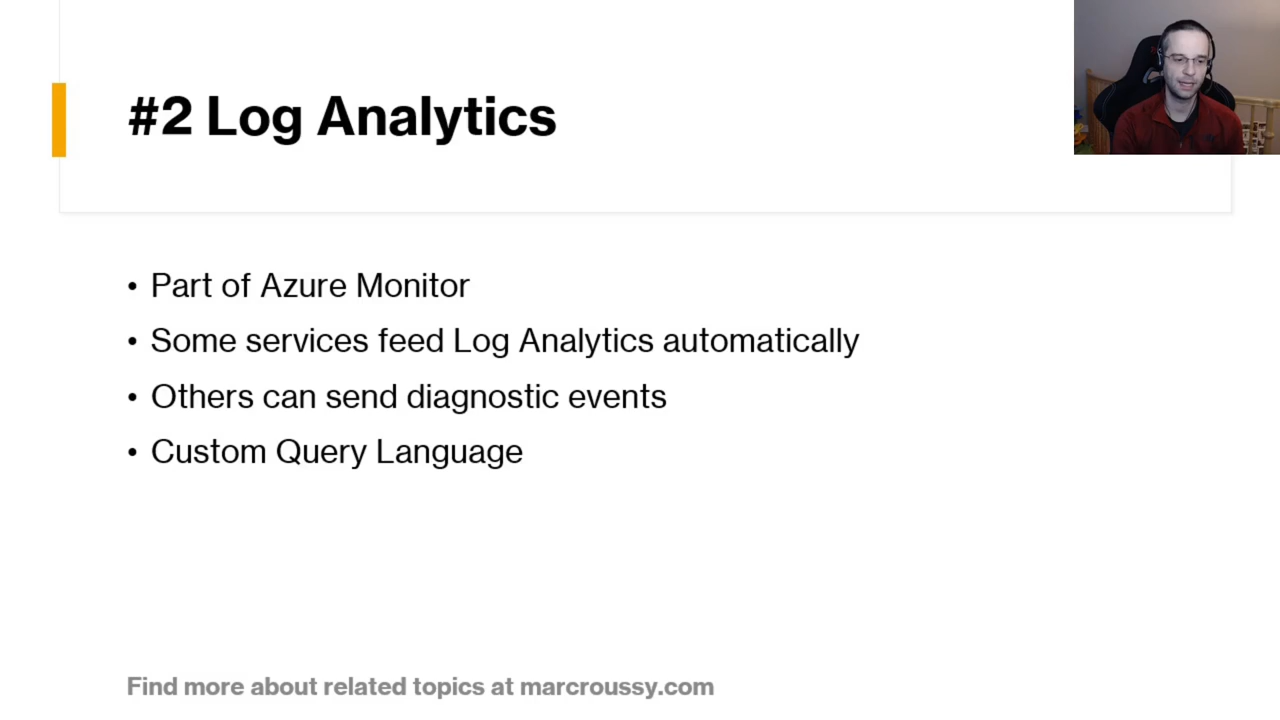 #2 Log Analytics
• Part of Azure Monitor
• Some services feed Log Analytics automatically
• Others can send diagnostic events
• Custom Query Language
Find more about related topics at marcroussy.com